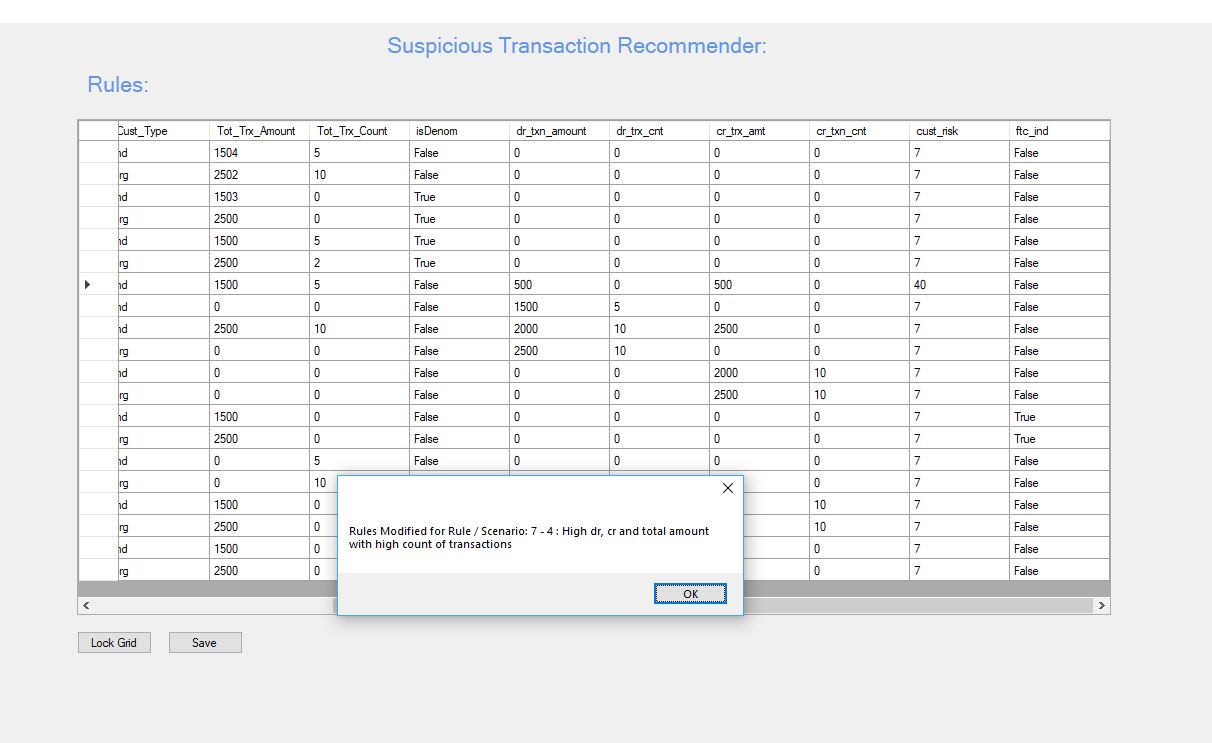 Suspicious Transaction Recommender:
Rules:
Cust_Type Tot_Trx_Amount Tot_Trx_Count isDenom dr_txn_amount dr_trx_cnt cr_trx_amt cr_txn_cnt cust_risk ftc_ind
nd 1504 5 False 0 0 0 0 7 False
rg 2502 10 False 0 0 0 0 7 False
nd 1503 0 True 0 0 0 0 7 False
rg 2500 0 True 0 0 0 0 7 False
nd 1500 5 True 0 0 0 0 7 False
rg 2500 2 True 0 0 0 0 7 False
nd 1500 5 False 500 0 500 0 40 False
nd 0 0 False 1500 5 0 0 7 False
nd 2500 10 False 2000 10 2500 0 7 False
rg 0 0 False 2500 10 0 0 7 False
nd 0 0 False 0 0 2000 10 7 False
rg 0 0 False 0 0 2500 10 7 False
nd 1500 0 False 0 0 0 0 7 True
rg 2500 0 False 0 0 0 0 7 True
nd 0 5 False 0 0 0 0 7 False
rg 0 10 0 7 False
nd 1500 0 10 7 False
rg 2500 0 10 7 False
nd 1500 0 0 7 False
rg 2500 0 0 7 False
Rules Modified for Rule / Scenario: 7 - 4 : High dr, cr and total amount
with high count of transactions
OK
Lock Grid Save